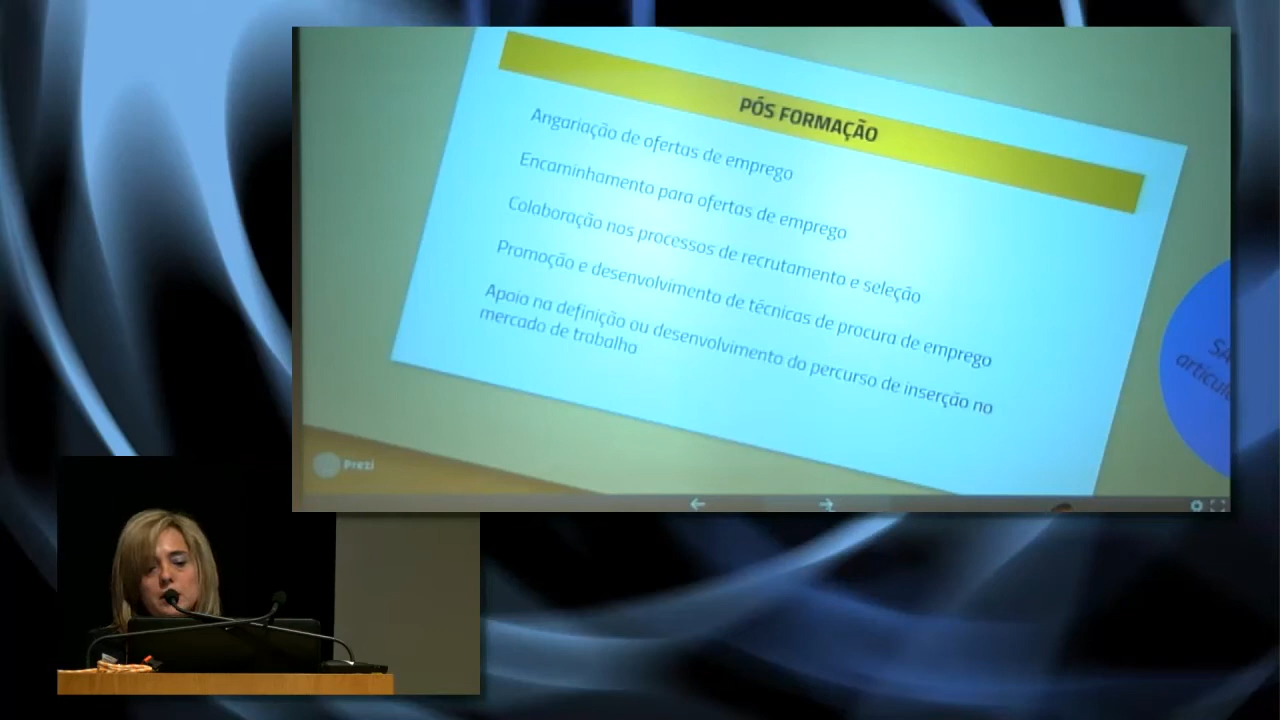 PÓS FORMAÇÃO
Angariação de ofertas de emprego
Encaminhamento para ofertas de emprego
Colaboração nos processos de recrutamento e seleção
Promoção e desenvolvimento de técnicas de procura de emprego
Apoio na definição ou desenvolvimento do percurso de inserção no
mercado de trabalho
Prezi